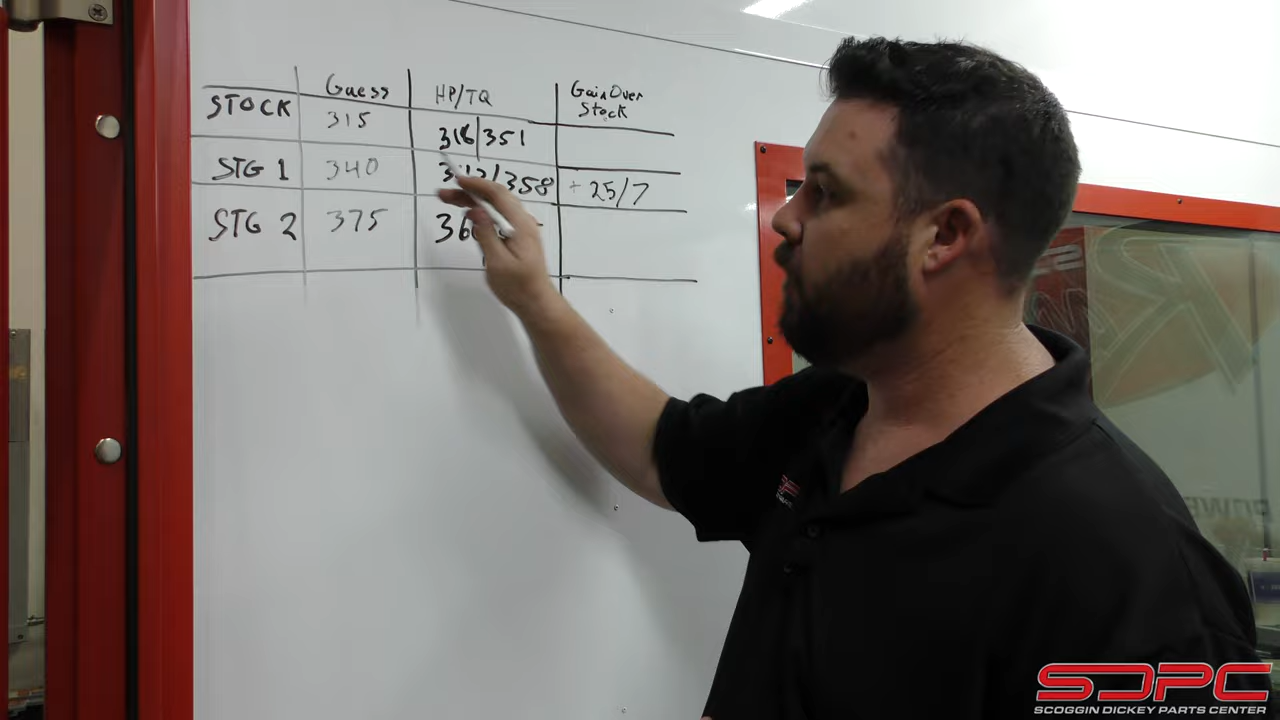 Guess HP/TQ Gain Over Stock
STOCK 315 316/351
STG 1 340 358 + 25/7
STG 2 375
SDPC
SCOGGIN DICKEY PARTS CENTER